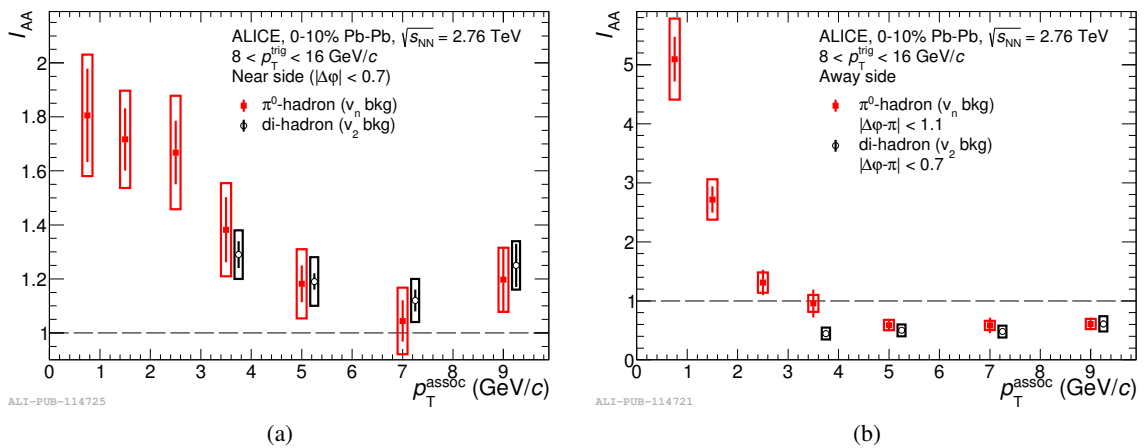 I_AA
2
1.8
1.6
1.4
1.2
1
ALICE, 0-10% Pb-Pb, √s_NN = 2.76 TeV
8 < p_T^trig < 16 GeV/c
Near side (|Δφ| < 0.7)
π⁰-hadron (v_n bkg)
di-hadron (v_2 bkg)
0 1 2 3 4 5 6 7 8 9
p_T^assoc (GeV/c)
ALI-PUB-114725
(a)
I_AA
5
4
3
2
1
0
ALICE, 0-10% Pb-Pb, √s_NN = 2.76 TeV
8 < p_T^trig < 16 GeV/c
Away side
π⁰-hadron (v_n bkg)
|Δφ-π| < 1.1
di-hadron (v_2 bkg)
|Δφ-π| < 0.7
0 1 2 3 4 5 6 7 8 9
p_T^assoc (GeV/c)
ALI-PUB-114721
(b)